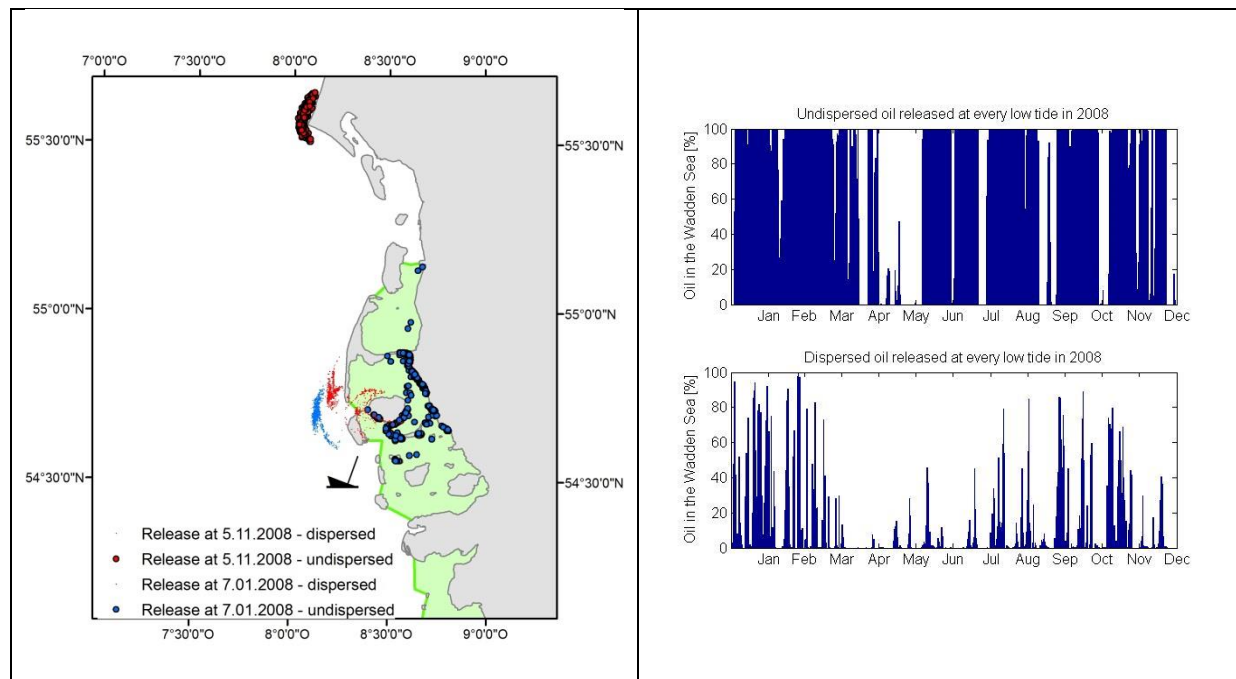 7°0'0"O 7°30'0"O 8°0'0"O 8°30'0"O 9°0'0"O
55°30'0"N 55°30'0"N
55°0'0"N 55°0'0"N
54°30'0"N 54°30'0"N
Release at 5.11.2008 - dispersed
Release at 5.11.2008 - undispersed
Release at 7.01.2008 - dispersed
Release at 7.01.2008 - undispersed
7°30'0"O 8°0'0"O 8°30'0"O 9°0'0"O
Undispersed oil released at every low tide in 2008
Oil in the Wadden Sea [%]
100
80
60
40
20
0
Jan Feb Mar Apr May Jun Jul Aug Sep Oct Nov Dec
Dispersed oil released at every low tide in 2008
Oil in the Wadden Sea [%]
100
80
60
40
20
0
Jan Feb Mar Apr May Jun Jul Aug Sep Oct Nov Dec